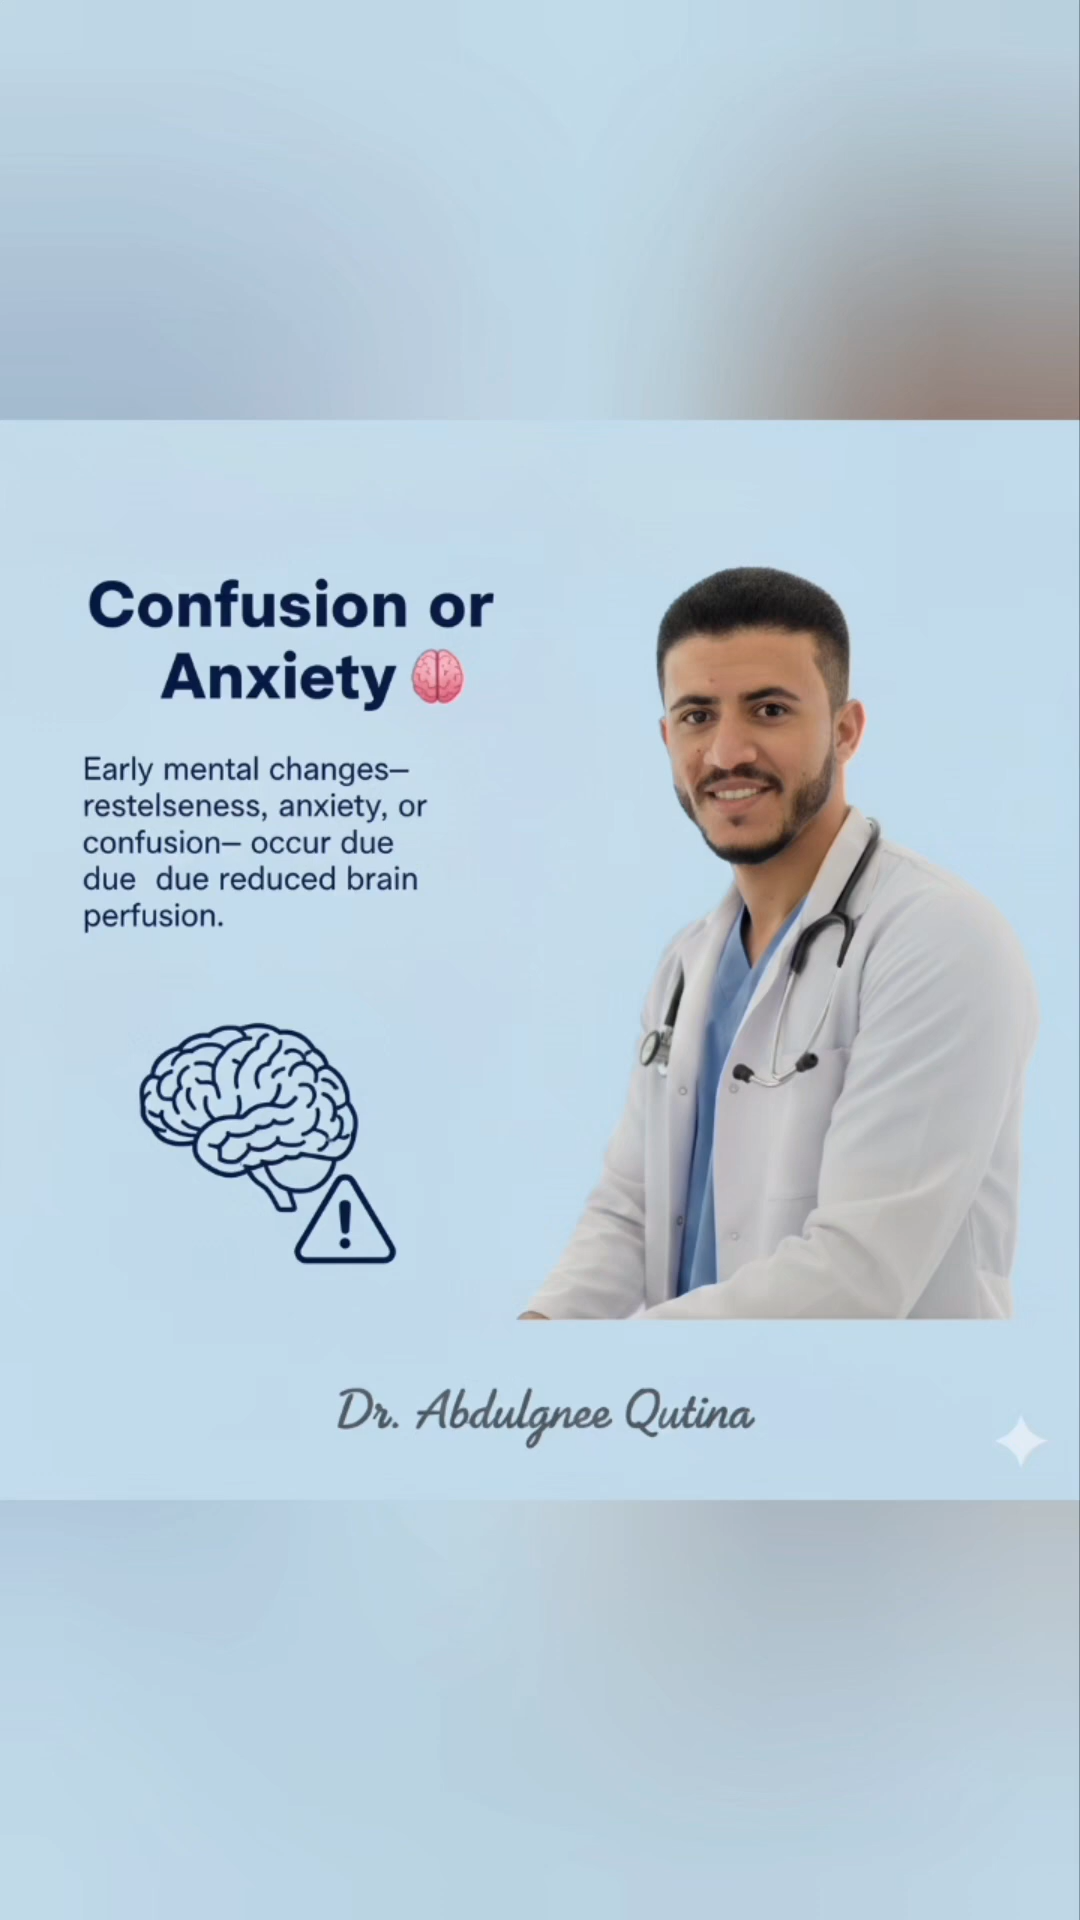 Confusion or
Anxiety 🧠
Early mental changes—
restelseness, anxiety, or
confusion— occur due
due due reduced brain
perfusion.
Dr. Abdulgnee Qutina